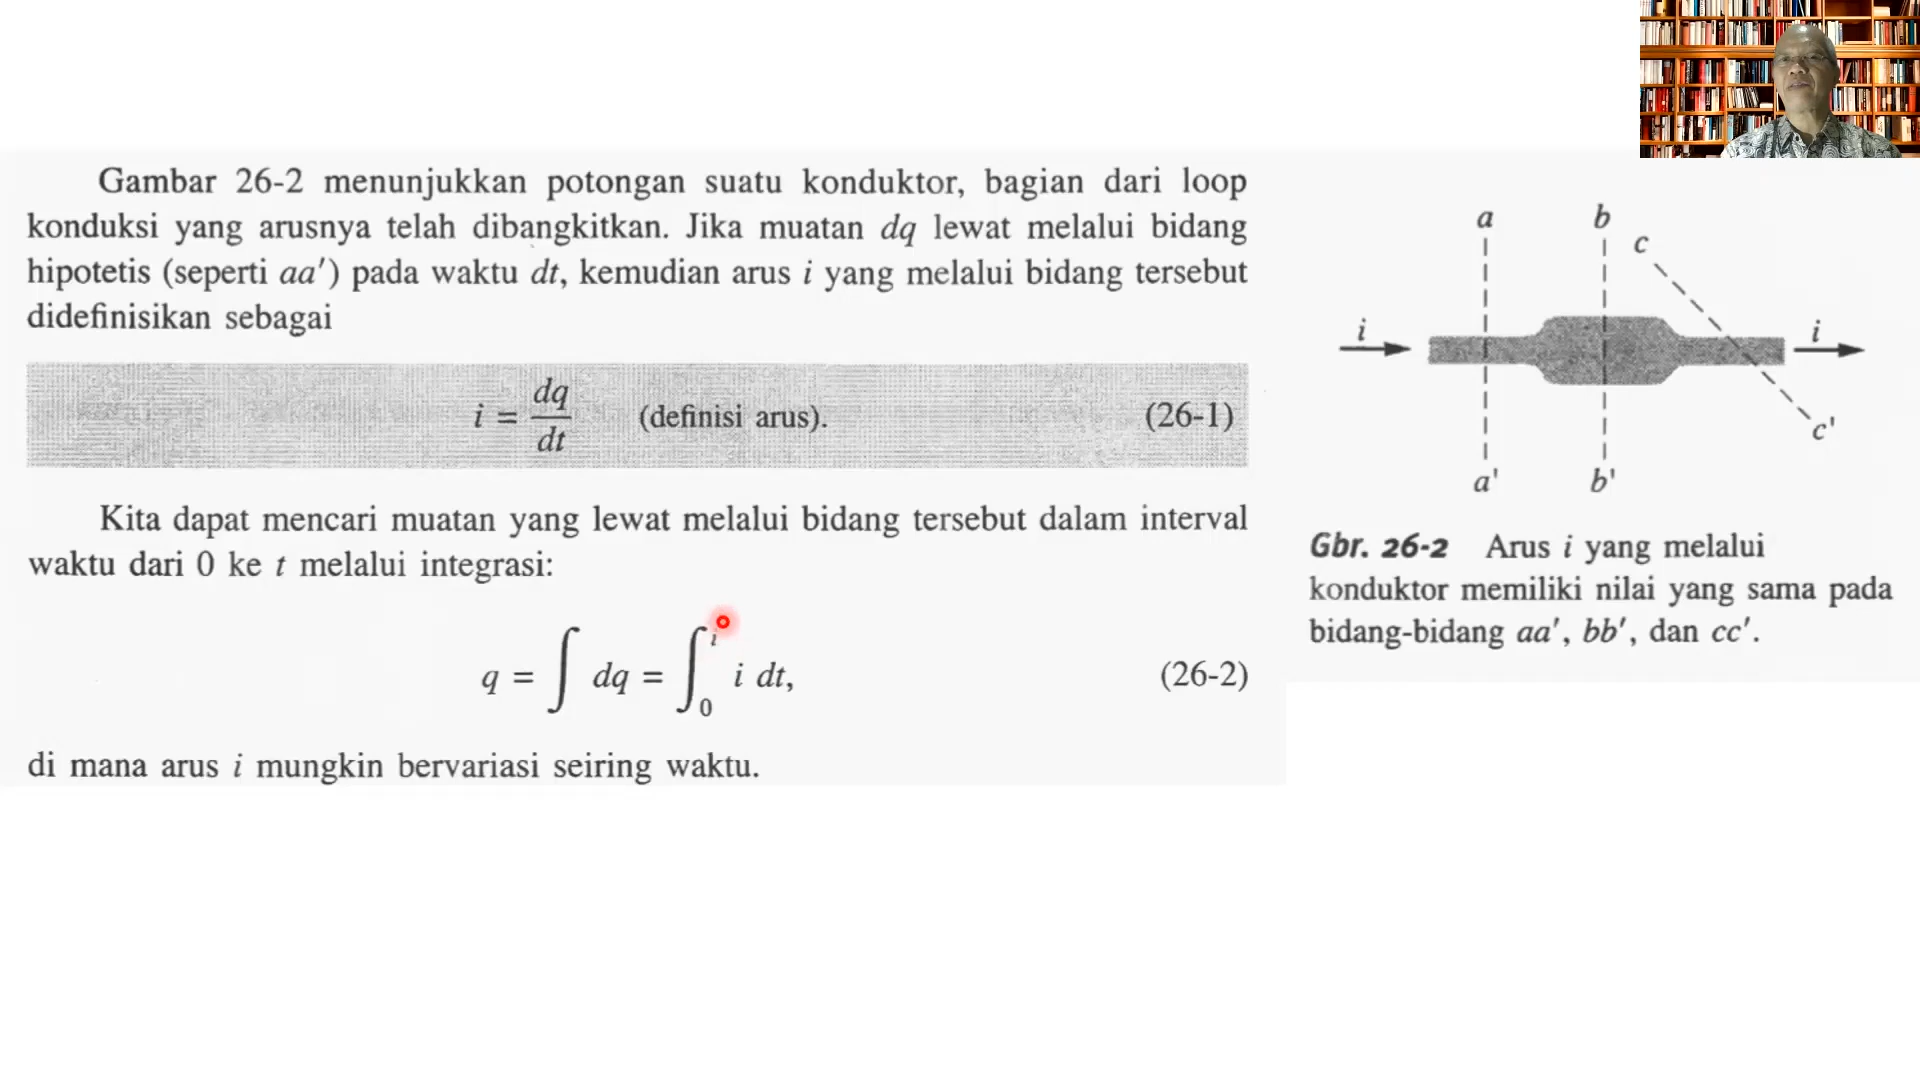 Gambar 26-2 menunjukkan potongan suatu konduktor, bagian dari loop
konduksi yang arusnya telah dibangkitkan. Jika muatan dq lewat melalui bidang
hipotetis (seperti aa′) pada waktu dt, kemudian arus i yang melalui bidang tersebut
didefinisikan sebagai
i = dq/dt (definisi arus). (26-1)
Kita dapat mencari muatan yang lewat melalui bidang tersebut dalam interval
waktu dari 0 ke t melalui integrasi:
q = ∫ dq = ∫₀ⁱ i dt, (26-2)
di mana arus i mungkin bervariasi seiring waktu.
a b
c
i i
c'
a' b'
Gbr. 26-2 Arus i yang melalui
konduktor memiliki nilai yang sama pada
bidang-bidang aa′, bb′, dan cc′.